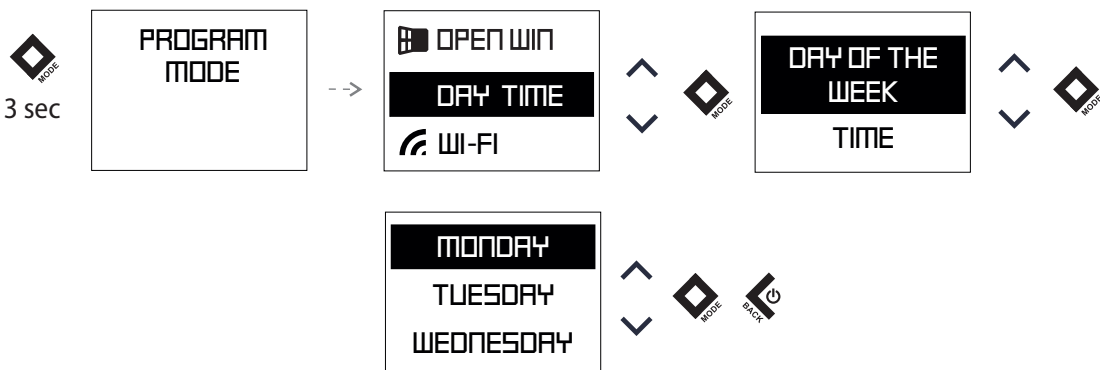 MODE
3 sec
PROGRAM
MODE
OPEN WIN
DAY TIME
WI-FI
MODE
DAY OF THE
WEEK
TIME
MODE
MONDAY
TUESDAY
WEDNESDAY
MODE
BACK